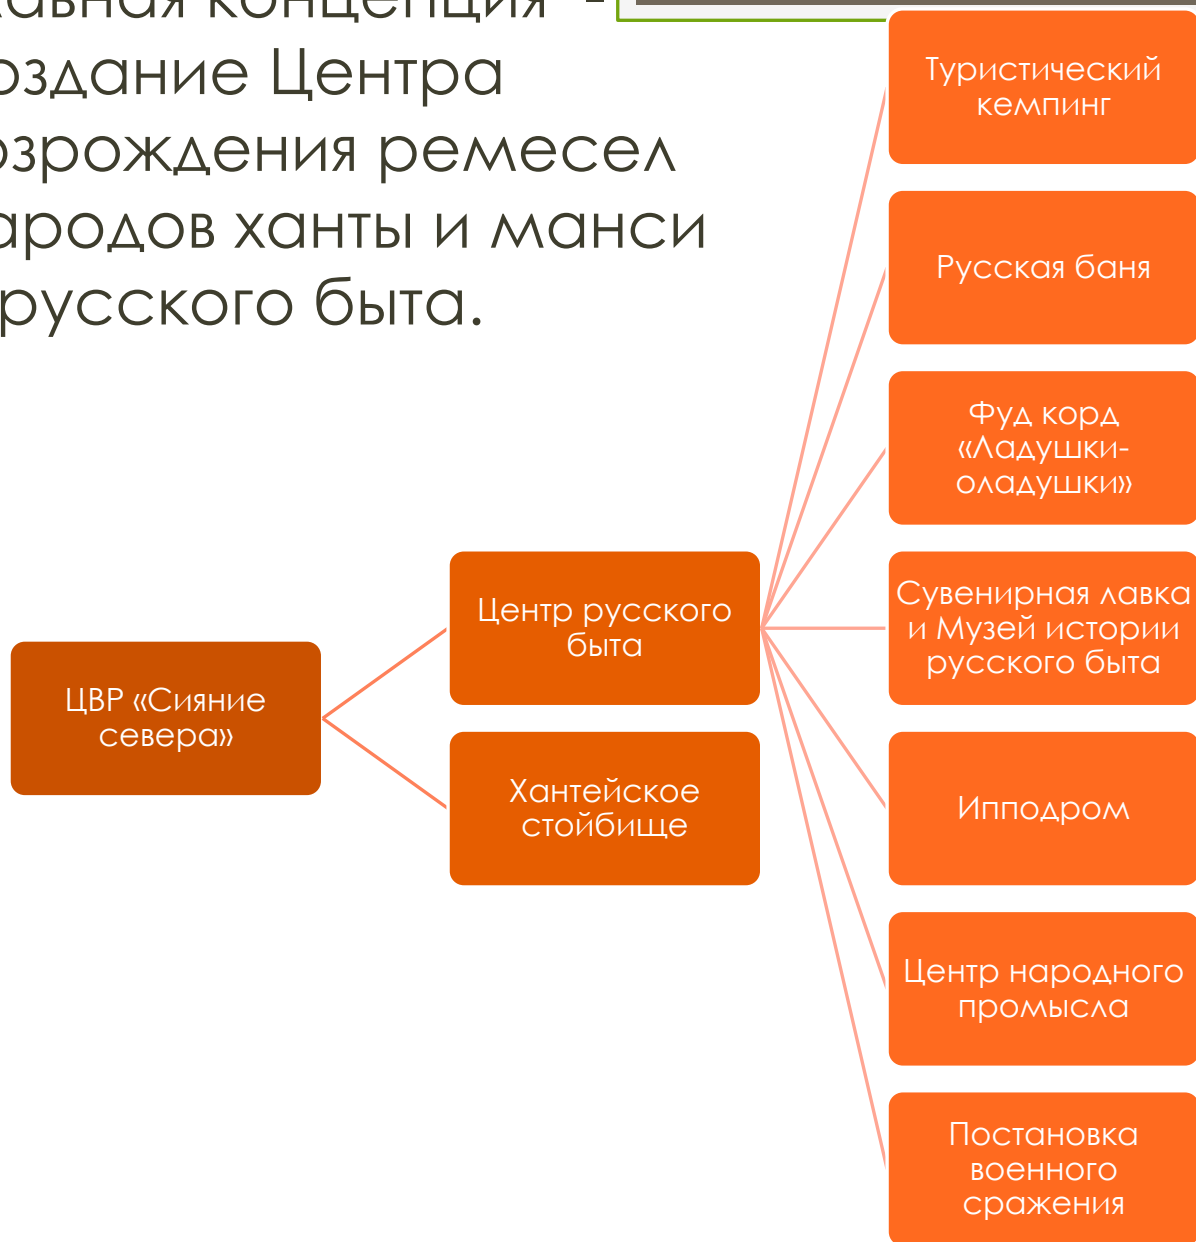 лавная концепция -
оздание Центра
озрождения ремесел
ародов ханты и манси
русского быта.
Туристический
кемпинг
Русская баня
Фуд корд
«Ладушки-
оладушки»
Сувенирная лавка
и Музей истории
русского быта
Ипподром
Центр народного
промысла
Постановка
военного
сражения
Центр русского
быта
Хантейское
стойбище
ЦВР «Сияние
севера»